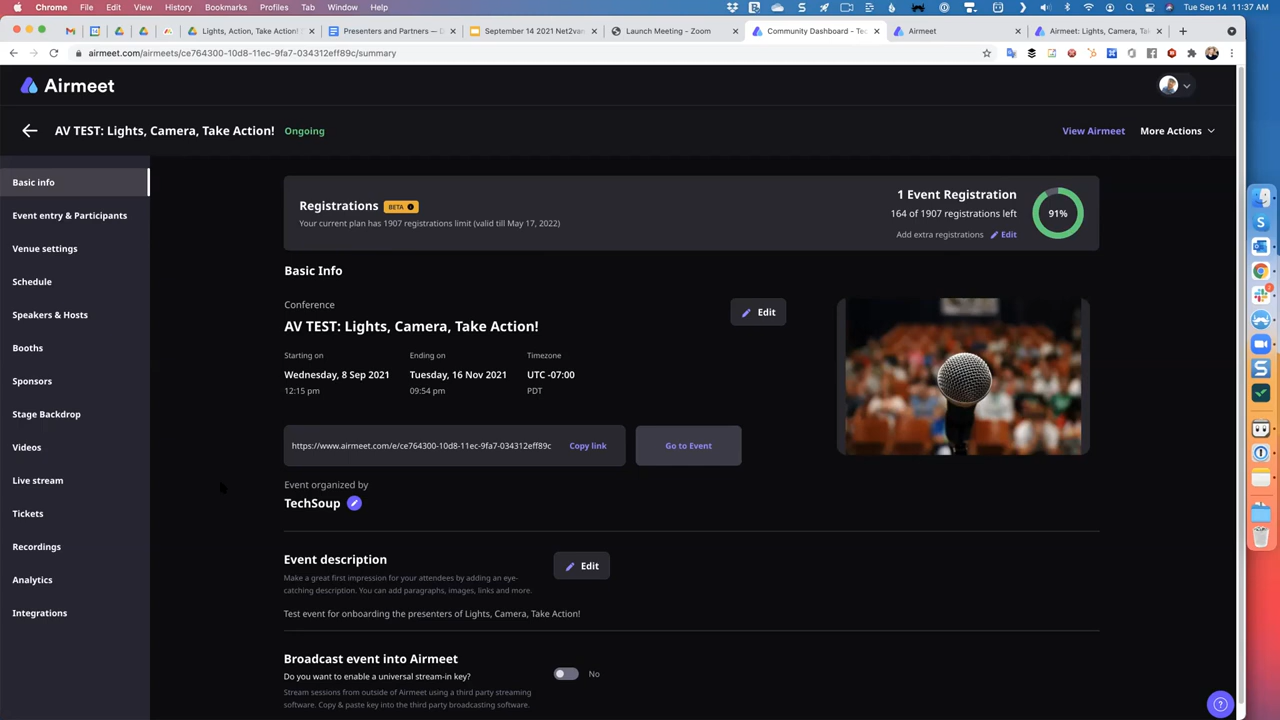 Chrome File Edit View History Bookmarks Profiles Tab Window Help Tue Sep 14 11:37 AM
Lights, Action, Take Action! Presenters and Partners — D September 14 2021 Net2van Launch Meeting - Zoom Community Dashboard - Tec Airmeet Airmeet: Lights, Camera, Tak
airmeet.com/airmeets/ce764300-10d8-11ec-9fa7-034312eff89c/summary
Airmeet
AV TEST: Lights, Camera, Take Action! Ongoing View Airmeet More Actions
Basic info
Event entry & Participants
Venue settings
Schedule
Speakers & Hosts
Booths
Sponsors
Stage Backdrop
Videos
Live stream
Tickets
Recordings
Analytics
Integrations
Registrations BETA
Your current plan has 1907 registrations limit (valid till May 17, 2022)
1 Event Registration
164 of 1907 registrations left
Add extra registrations Edit
91%
Basic Info
Conference
AV TEST: Lights, Camera, Take Action!
Edit
Starting on Ending on Timezone
Wednesday, 8 Sep 2021 Tuesday, 16 Nov 2021 UTC -07:00
12:15 pm 09:54 pm PDT
https://www.airmeet.com/e/ce764300-10d8-11ec-9fa7-034312eff89c Copy link Go to Event
Event organized by
TechSoup
Event description Edit
Make a great first impression for your attendees by adding an eye-
catching description. You can add paragraphs, images, links and more.
Test event for onboarding the presenters of Lights, Camera, Take Action!
Broadcast event into Airmeet
Do you want to enable a universal stream-in key? No
Stream sessions from outside of Airmeet using a third party streaming
software. Copy & paste key into the third party broadcasting software.